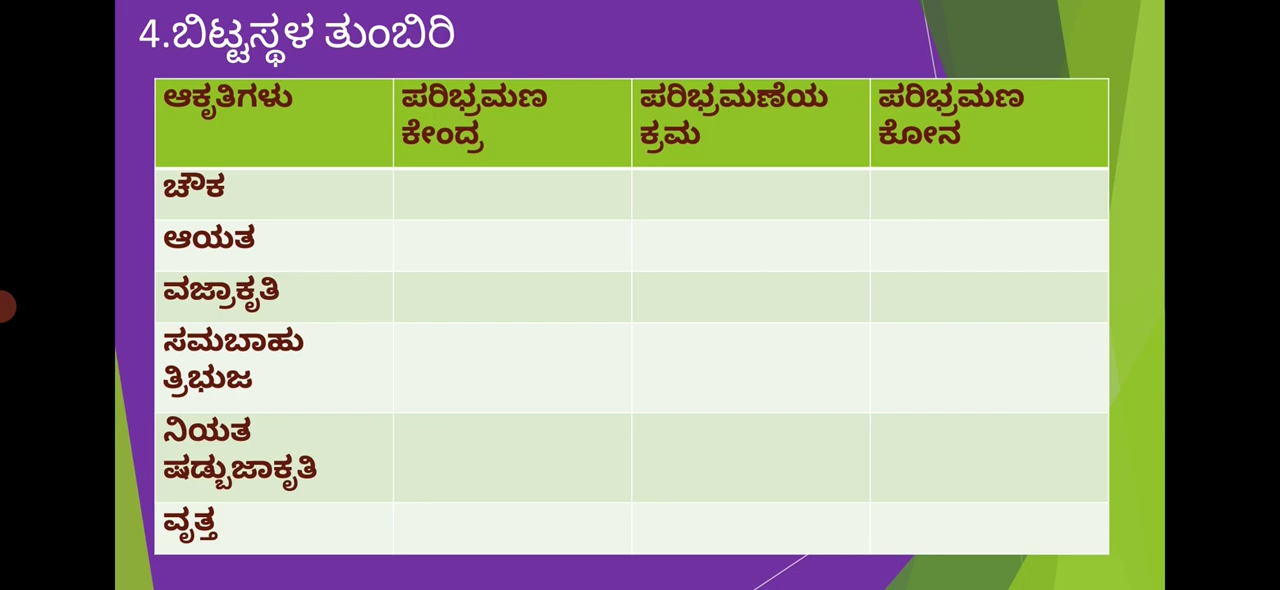 4.ಬಿಟ್ಟಸ್ಥಳ ತುಂಬಿರಿ
ಆಕೃತಿಗಳು
ಪರಿಭ್ರಮಣ
ಕೇಂದ್ರ
ಪರಿಭ್ರಮಣೆಯ
ಕ್ರಮ
ಪರಿಭ್ರಮಣ
ಕೋನ
ಚೌಕ
ಆಯತ
ವಜ್ರಾಕೃತಿ
ಸಮಬಾಹು
ತ್ರಿಭುಜ
ನಿಯತ
ಷಡ್ಬುಜಾಕೃತಿ
ವೃತ್ತ